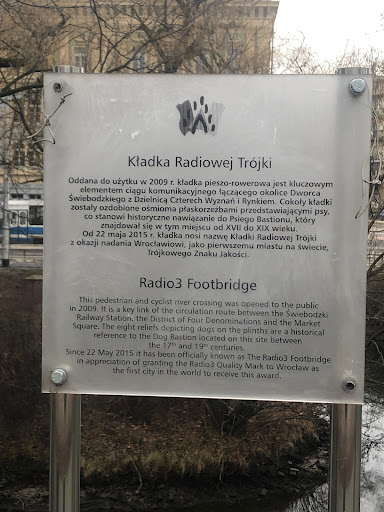 Kładka Radiowej Trójki
Oddana do użytku w 2009 r. kładka pieszo-rowerowa jest kluczowym
elementem ciągu komunikacyjnego łączącego okolice Dworca
Świebodzkiego z Dzielnicą Czterech Wyznań i Rynkiem. Cokoły kładki
zostały ozdobione ośmioma płaskorzeźbami przedstawiającymi psy,
co stanowi historyczne nawiązanie do Psiego Bastionu, który
znajdował się w tym miejscu od XVII do XIX wieku.
Od 22 maja 2015 r. kładka nosi nazwę Kładki Radiowej Trójki
z okazji nadania Wrocławiowi, jako pierwszemu miastu na świecie,
Trójkowego Znaku Jakości.
Radio3 Footbridge
This pedestrian and cyclist river crossing was opened to the public
in 2009. It is a key link of the circulation route between the Świebodzki
Railway Station, the District of Four Denominations and the Market
Square. The eight reliefs depicting dogs on the plinths are a historical
reference to the Dog Bastion located on this site between
the 17th and 19th centuries.
Since 22 May 2015 it has been officially known as The Radio3 Footbridge
in appreciation of granting the Radio3 Quality Mark to Wrocław as
the first city in the world to receive this award.